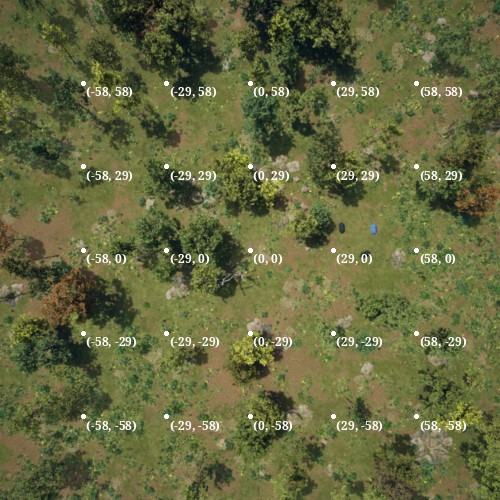 (-58, 58) (-29, 58) (0, 58) (29, 58) (58, 58)
(-58, 29) (-29, 29) (0, 29) (29, 29) (58, 29)
(-58, 0) (-29, 0) (0, 0) (29, 0) (58, 0)
(-58, -29) (-29, -29) (0, -29) (29, -29) (58, -29)
(-58, -58) (-29, -58) (0, -58) (29, -58) (58, -58)